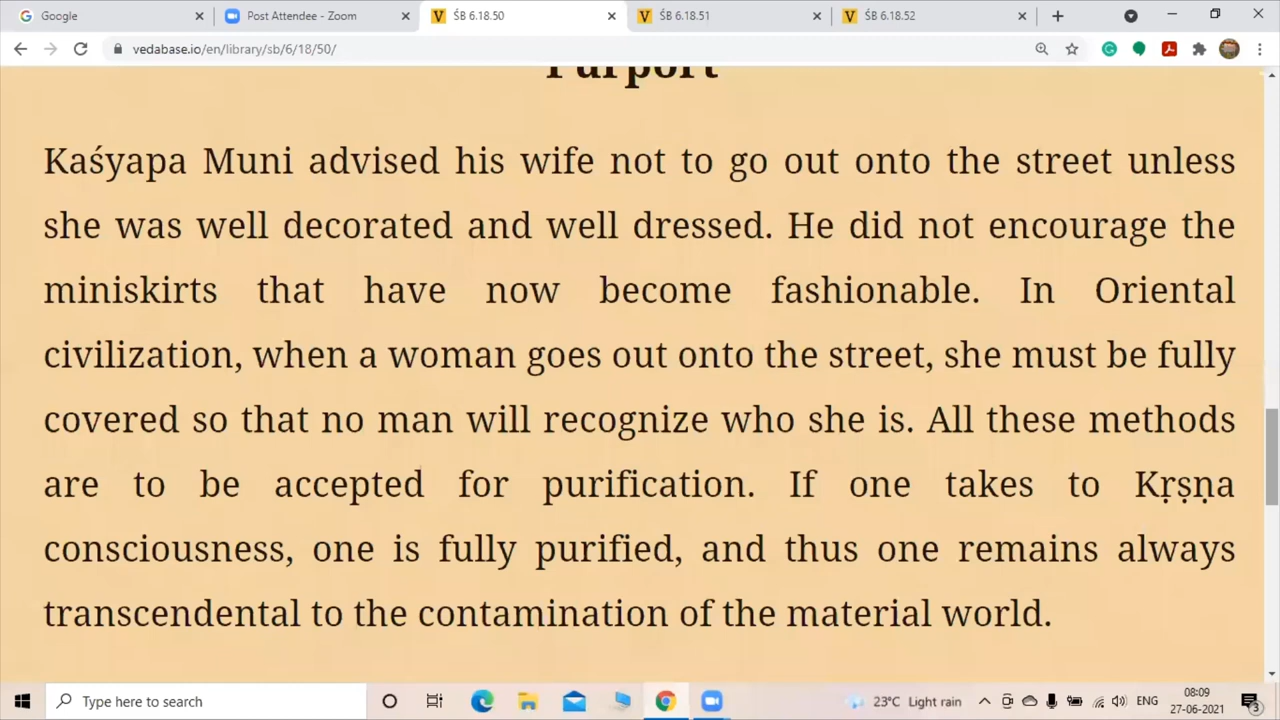 Google
Post Attendee - Zoom
ŚB 6.18.50
ŚB 6.18.51
ŚB 6.18.52
vedabase.io/en/library/sb/6/18/50/
Purport
Kaśyapa Muni advised his wife not to go out onto the street unless
she was well decorated and well dressed. He did not encourage the
miniskirts that have now become fashionable. In Oriental
civilization, when a woman goes out onto the street, she must be fully
covered so that no man will recognize who she is. All these methods
are to be accepted for purification. If one takes to Kṛṣṇa
consciousness, one is fully purified, and thus one remains always
transcendental to the contamination of the material world.
Type here to search
23°C Light rain
ENG
08:09
27-06-2021
3